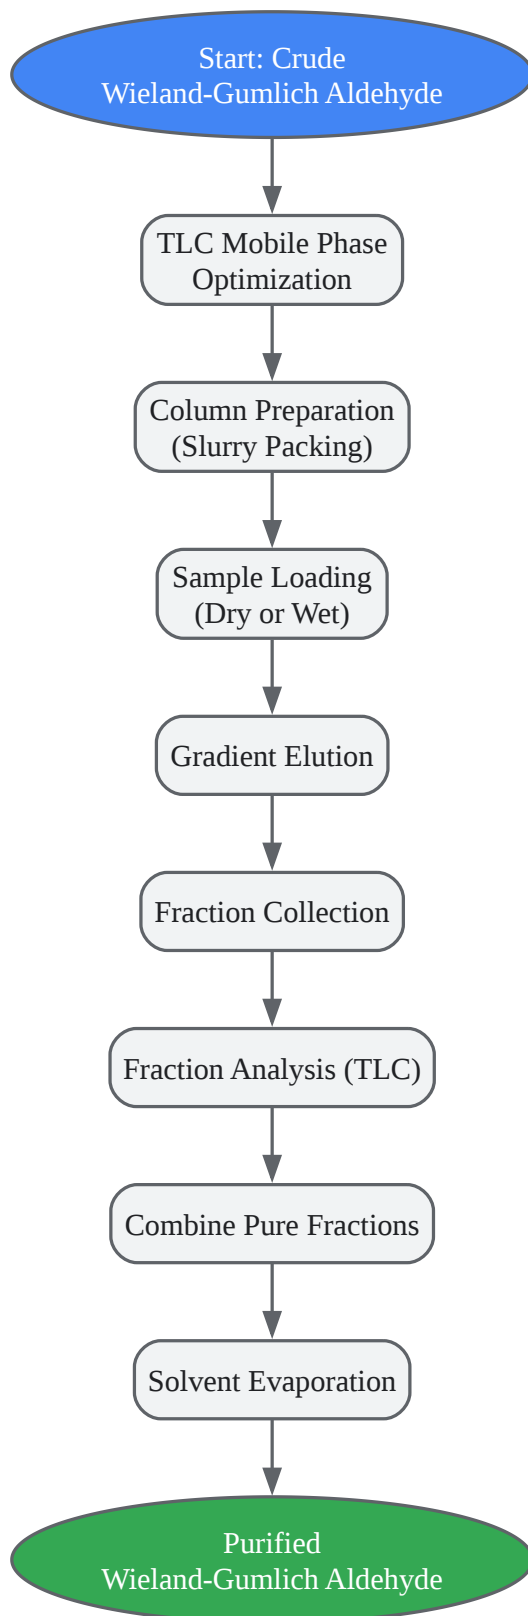 Start: Crude
Wieland-Gumlich Aldehyde
TLC Mobile Phase
Optimization
Column Preparation
(Slurry Packing)
Sample Loading
(Dry or Wet)
Gradient Elution
Fraction Collection
Fraction Analysis (TLC)
Combine Pure Fractions
Solvent Evaporation
Purified
Wieland-Gumlich Aldehyde